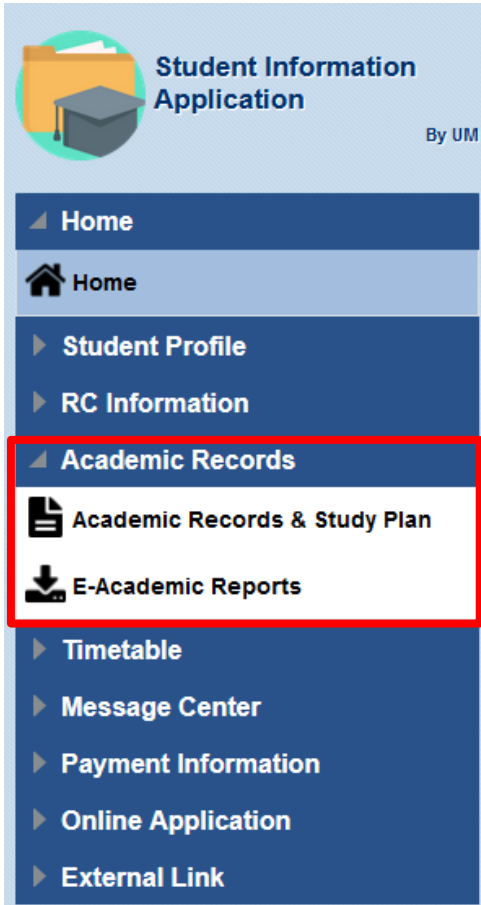 Student Information
Application
By UM
Home
Home
Student Profile
RC Information
Academic Records
Academic Records & Study Plan
E-Academic Reports
Timetable
Message Center
Payment Information
Online Application
External Link